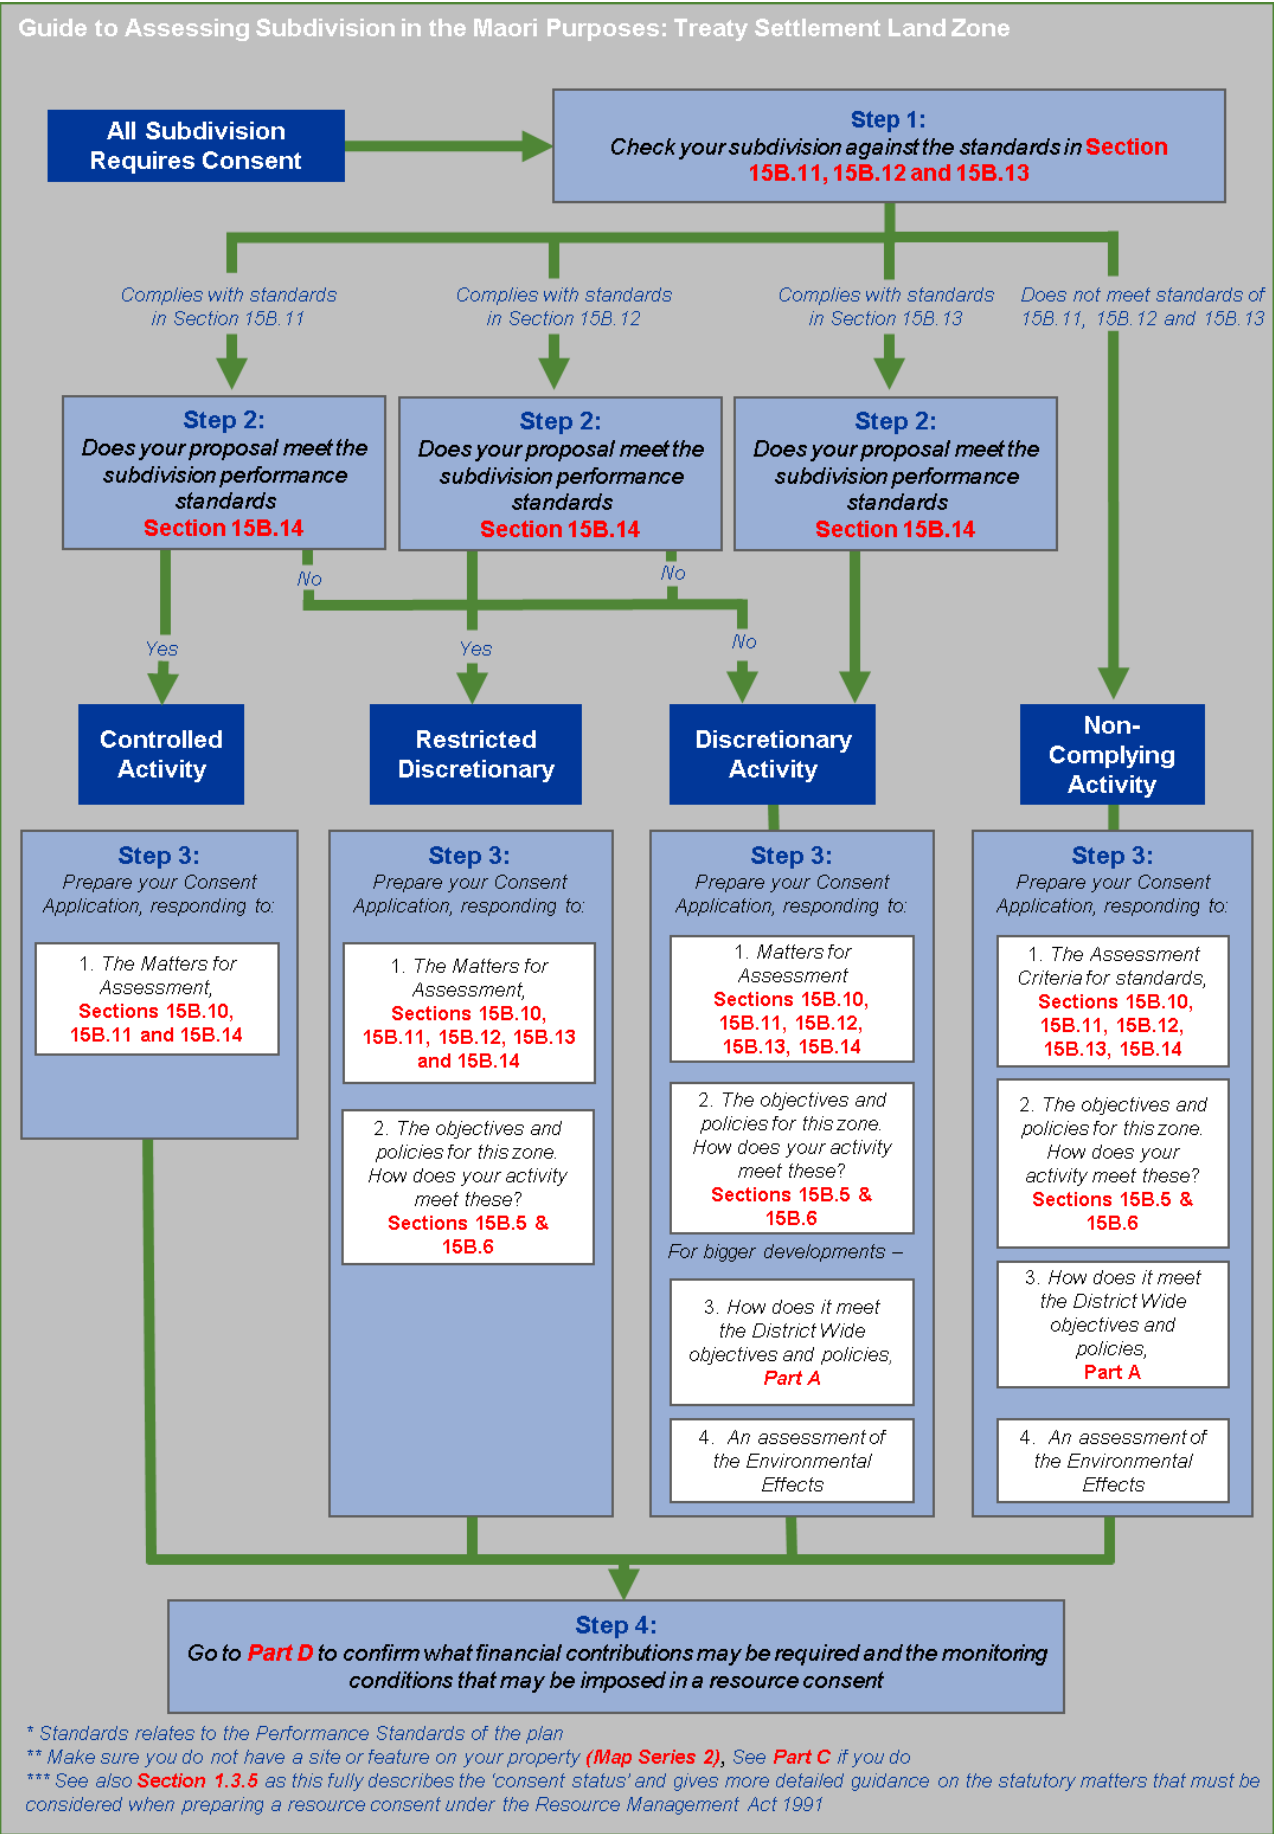 Guide to Assessing Subdivision in the Maori Purposes: Treaty Settlement Land Zone
All Subdivision
Requires Consent
Step 1:
Check your subdivision against the standards in Section
15B.11, 15B.12 and 15B.13
Complies with standards
in Section 15B.11
Complies with standards
in Section 15B.12
Complies with standards
in Section 15B.13
Does not meet standards of
15B.11, 15B.12 and 15B.13
Step 2:
Does your proposal meet the
subdivision performance
standards
Section 15B.14
Step 2:
Does your proposal meet the
subdivision performance
standards
Section 15B.14
Step 2:
Does your proposal meet the
subdivision performance
standards
Section 15B.14
No
No
Yes
Yes
No
Controlled
Activity
Restricted
Discretionary
Discretionary
Activity
Non-
Complying
Activity
Step 3:
Prepare your Consent
Application, responding to:
1. The Matters for
Assessment,
Sections 15B.10,
15B.11 and 15B.14
Step 3:
Prepare your Consent
Application, responding to:
1. The Matters for
Assessment,
Sections 15B.10,
15B.11, 15B.12, 15B.13
and 15B.14
2. The objectives and
policies for this zone.
How does your activity
meet these?
Sections 15B.5 &
15B.6
Step 3:
Prepare your Consent
Application, responding to:
1. Matters for
Assessment
Sections 15B.10,
15B.11, 15B.12,
15B.13, 15B.14
2. The objectives and
policies for this zone.
How does your activity
meet these?
Sections 15B.5 &
15B.6
For bigger developments –
3. How does it meet
the District Wide
objectives and policies,
Part A
4. An assessment of
the Environmental
Effects
Step 3:
Prepare your Consent
Application, responding to:
1. The Assessment
Criteria for standards,
Sections 15B.10,
15B.11, 15B.12,
15B.13, 15B.14
2. The objectives and
policies for this zone.
How does your
activity meet these?
Sections 15B.5 &
15B.6
3. How does it meet
the District Wide
objectives and
policies,
Part A
4. An assessment of
the Environmental
Effects
Step 4:
Go to Part D to confirm what financial contributions may be required and the monitoring
conditions that may be imposed in a resource consent
* Standards relates to the Performance Standards of the plan
** Make sure you do not have a site or feature on your property (Map Series 2), See Part C if you do
*** See also Section 1.3.5 as this fully describes the 'consent status' and gives more detailed guidance on the statutory matters that must be
considered when preparing a resource consent under the Resource Management Act 1991